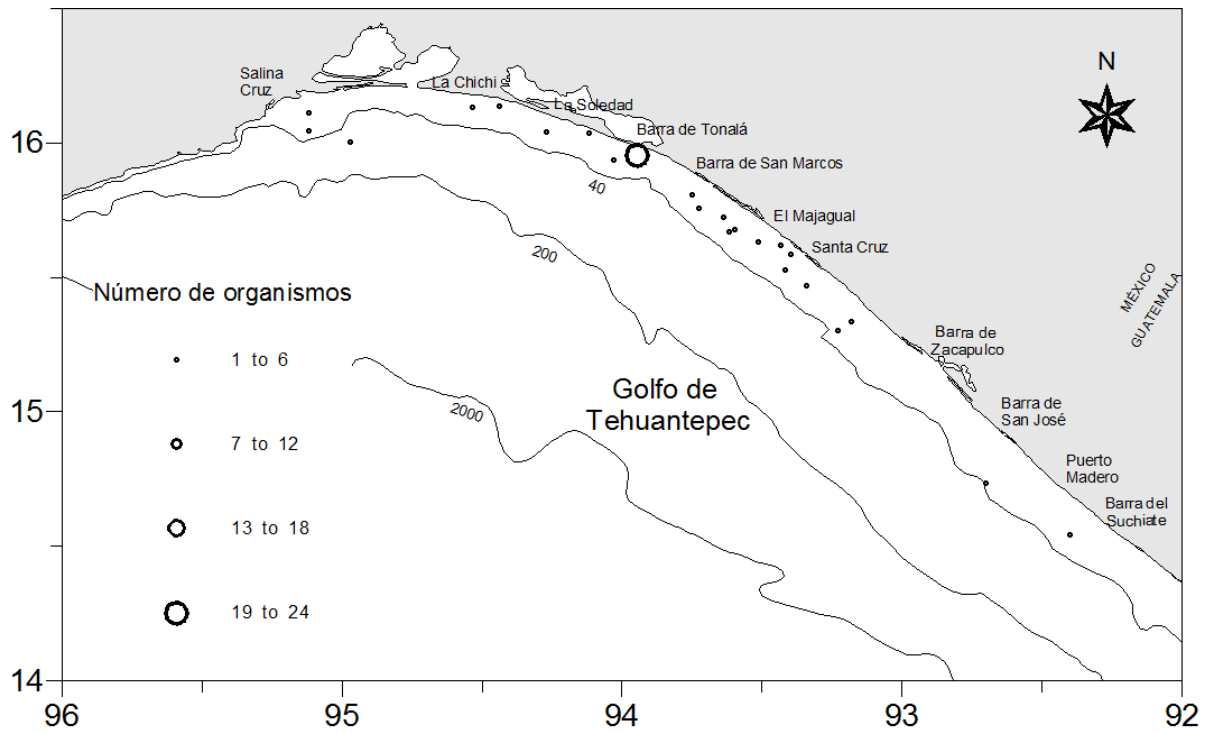 Salina
Cruz
La Chichi
La Soledad
N
16
Barra de Tonalá
Barra de San Marcos
40
El Majagual
200
Santa Cruz
Número de organismos
MÉXICO
GUATEMALA
1 to 6
Barra de
Zacapulco
Golfo de
Tehuantepec
2000
15
Barra de
San José
7 to 12
Puerto
Madero
Barra del
Suchiate
13 to 18
19 to 24
14
96
95
94
93
92